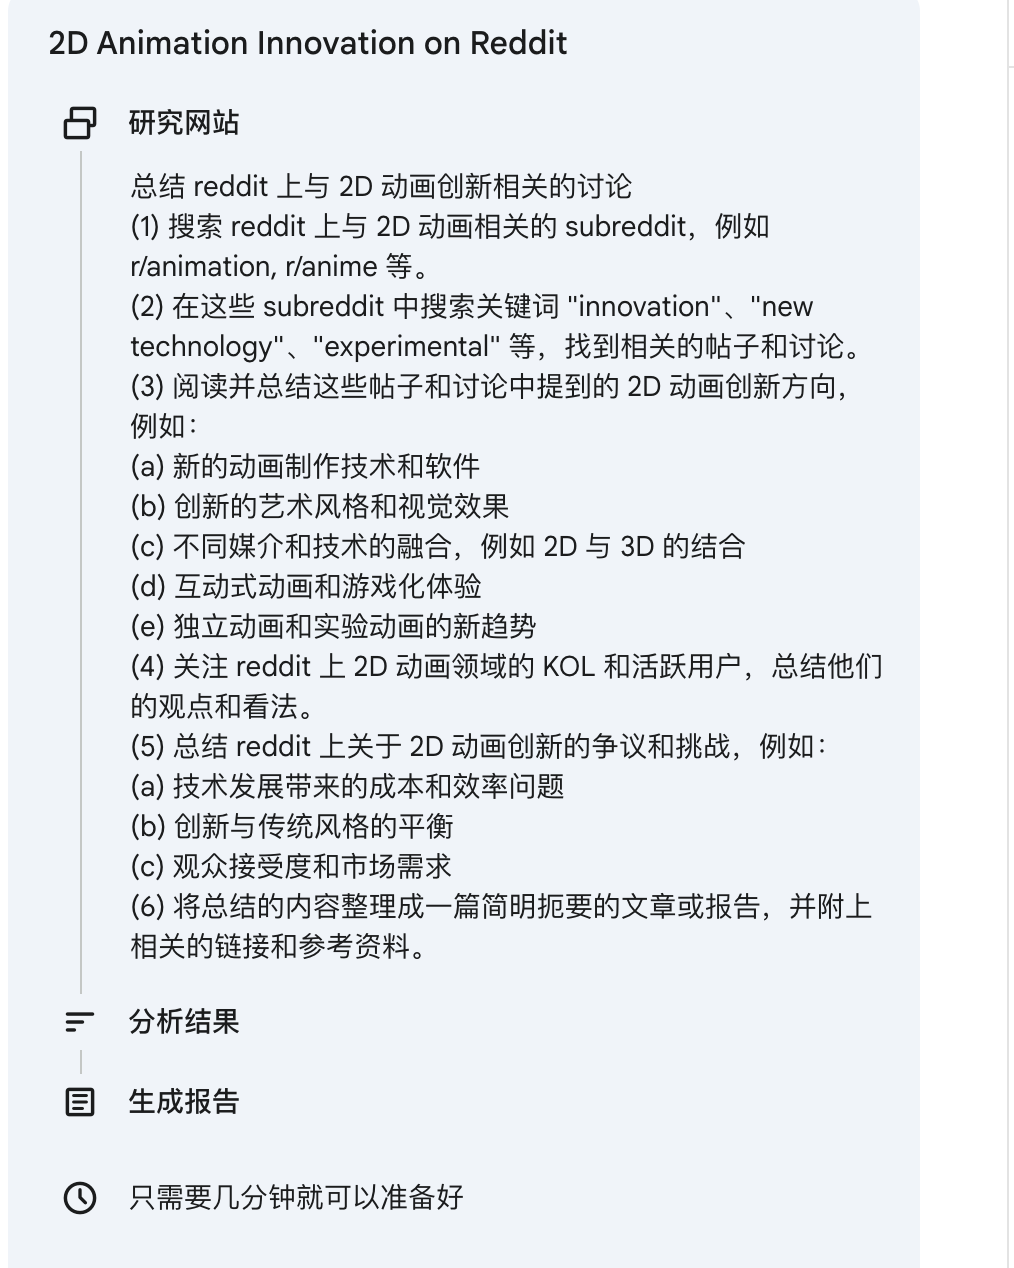 2D Animation Innovation on Reddit
研究网站
总结 reddit 上与 2D 动画创新相关的讨论
(1) 搜索 reddit 上与 2D 动画相关的 subreddit，例如
r/animation, r/anime 等。
(2) 在这些 subreddit 中搜索关键词 "innovation"、"new
technology"、"experimental" 等，找到相关的帖子和讨论。
(3) 阅读并总结这些帖子和讨论中提到的 2D 动画创新方向，
例如：
(a) 新的动画制作技术和软件
(b) 创新的艺术风格和视觉效果
(c) 不同媒介和技术的融合，例如 2D 与 3D 的结合
(d) 互动式动画和游戏化体验
(e) 独立动画和实验动画的新趋势
(4) 关注 reddit 上 2D 动画领域的 KOL 和活跃用户，总结他们
的观点和看法。
(5) 总结 reddit 上关于 2D 动画创新的争议和挑战，例如：
(a) 技术发展带来的成本和效率问题
(b) 创新与传统风格的平衡
(c) 观众接受度和市场需求
(6) 将总结的内容整理成一篇简明扼要的文章或报告，并附上
相关的链接和参考资料。
分析结果
生成报告
只需要几分钟就可以准备好